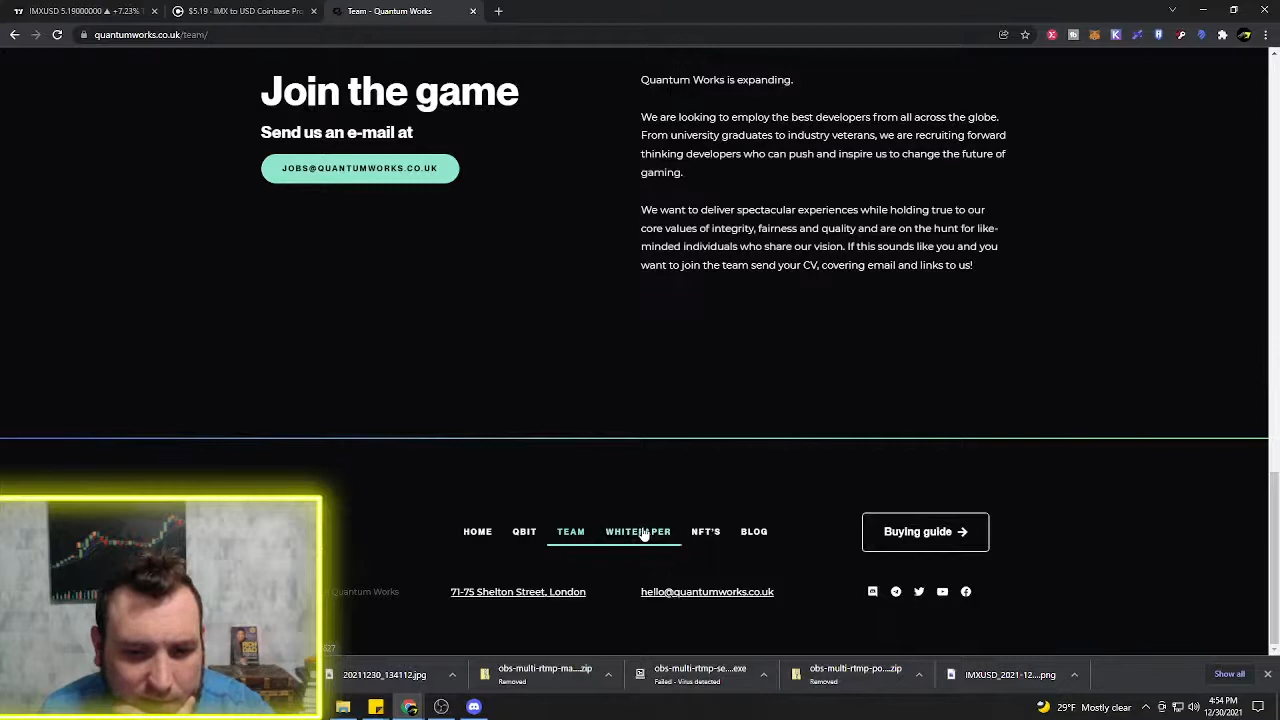 IMXUSD 5.19000000 ▲ +7.23%
$5.19 - IMX to USD Coinbase Pro
Team - Quantum Works
quantumworks.co.uk/team/
Join the game
Send us an e-mail at
JOBS@QUANTUMWORKS.CO.UK
Quantum Works is expanding.
We are looking to employ the best developers from all across the globe.
From university graduates to industry veterans, we are recruiting forward
thinking developers who can push and inspire us to change the future of
gaming.
We want to deliver spectacular experiences while holding true to our
core values of integrity, fairness and quality and are on the hunt for like-
minded individuals who share our vision. If this sounds like you and you
want to join the team send your CV, covering email and links to us!
HOME QBIT TEAM WHITEPAPER NFT'S BLOG
Buying guide →
Quantum Works
71-75 Shelton Street, London
hello@quantumworks.co.uk
RICH DAD
20211230_134112.jpg
obs-multi-rtmp-ma....zip
Removed
obs-multi-rtmp-se....exe
Failed - Virus detected
obs-multi-rtmp-po....zip
Removed
IMXUSD_2021-12....png
Show all
29°F Mostly clear
4:54 PM
12/30/2021